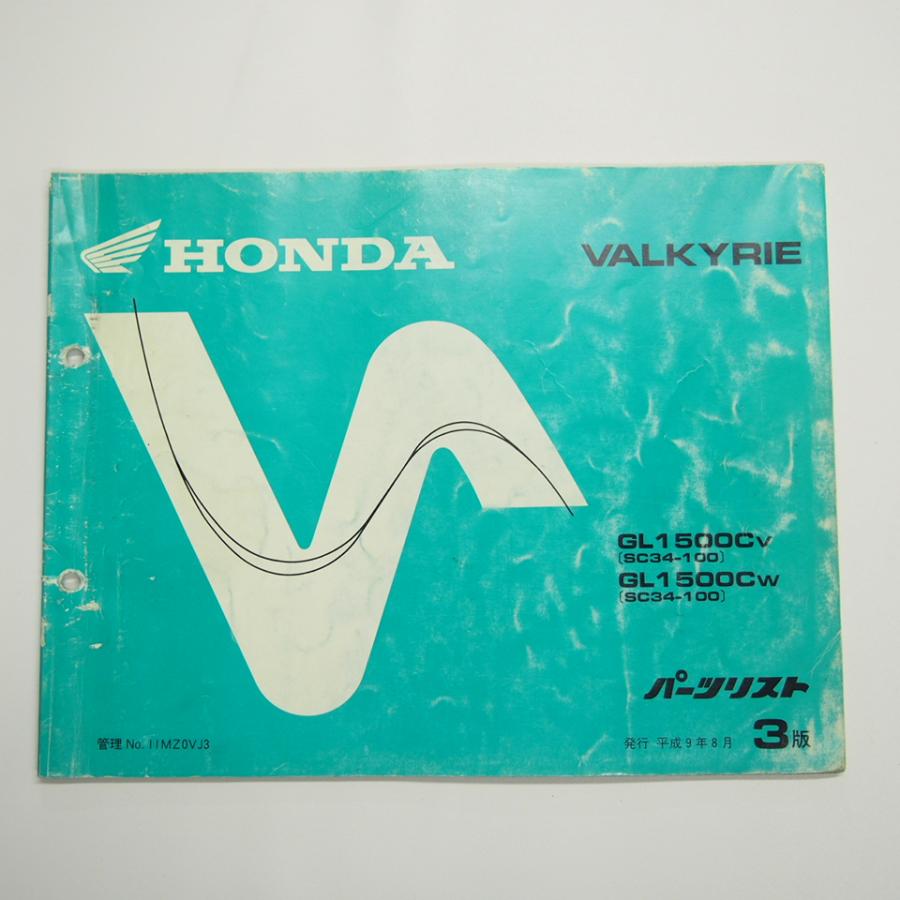 HONDA
VALKYRIE
GL1500CV
(SC34-100)
GL1500CW
(SC34-100)
パーツリスト
管理 No. 11MZ0VJ3
発行 平成9年8月 3版